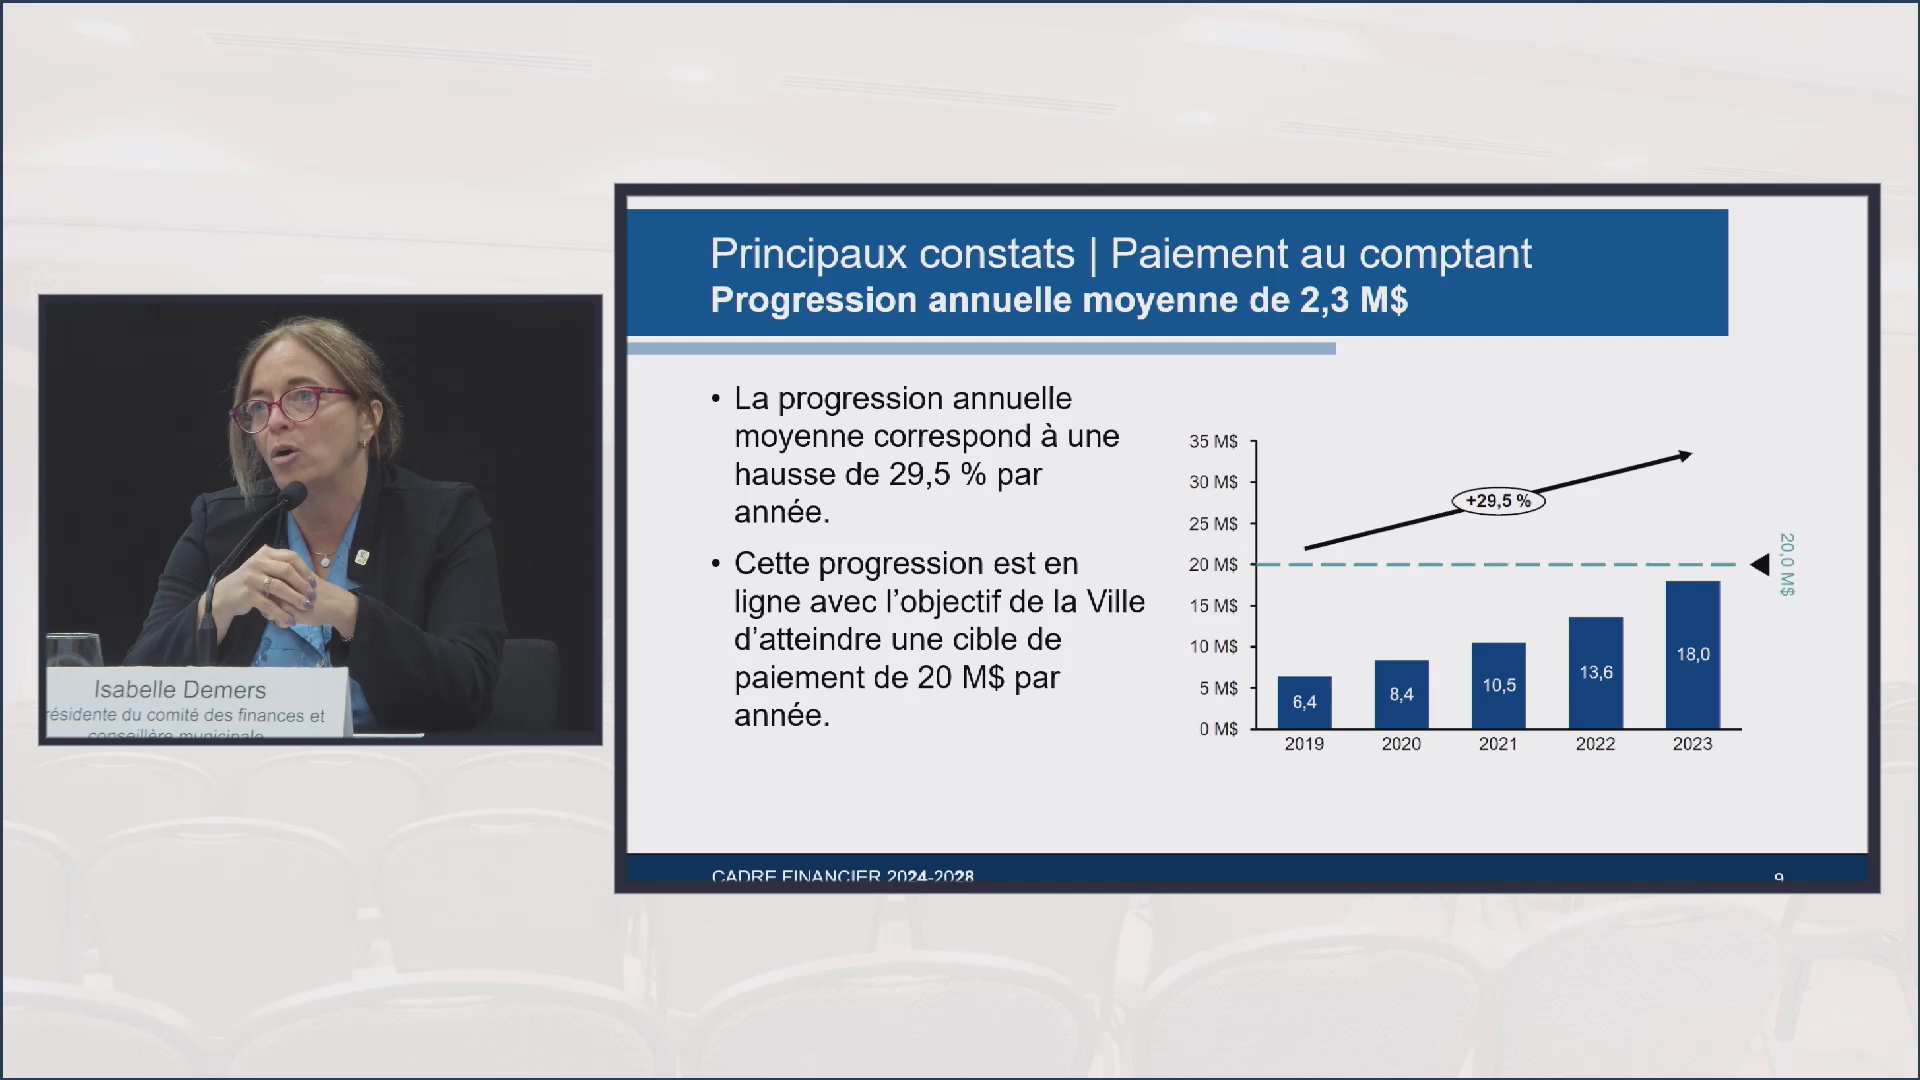 Principaux constats | Paiement au comptant
Progression annuelle moyenne de 2,3 M$
• La progression annuelle
moyenne correspond à une
hausse de 29,5 % par
année.
• Cette progression est en
ligne avec l’objectif de la Ville
d’atteindre une cible de
paiement de 20 M$ par
année.
35 M$
30 M$
25 M$
20 M$
15 M$
10 M$
5 M$
0 M$
+29,5 %
20,0 M$
6,4
8,4
10,5
13,6
18,0
2019
2020
2021
2022
2023
CADRE FINANCIER 2024-2028
9
Isabelle Demers
résidente du comité des finances et
conseillère municipale